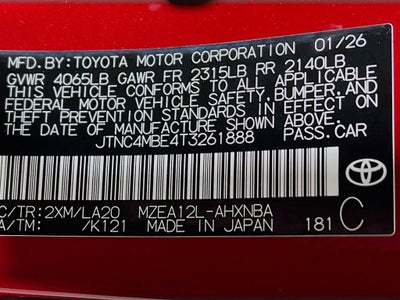 MFD.BY:TOYOTA MOTOR CORPORATION 01/26
GVWR 4065LB GAWR FR 2315LB RR 2140LB
THIS VEHICLE CONFORMS TO ALL APPLICABLE
FEDERAL MOTOR VEHICLE SAFETY, BUMPER, AND
THEFT PREVENTION STANDARDS IN EFFECT ON
THE DATE OF MANUFACTURE SHOWN ABOVE.
JTNC4MBE4T3261888 PASS.CAR
TOYOTA
C/TR:2XM/LA20 MZEA12L-AHXNBA
A/TM: /K121 MADE IN JAPAN 181 C